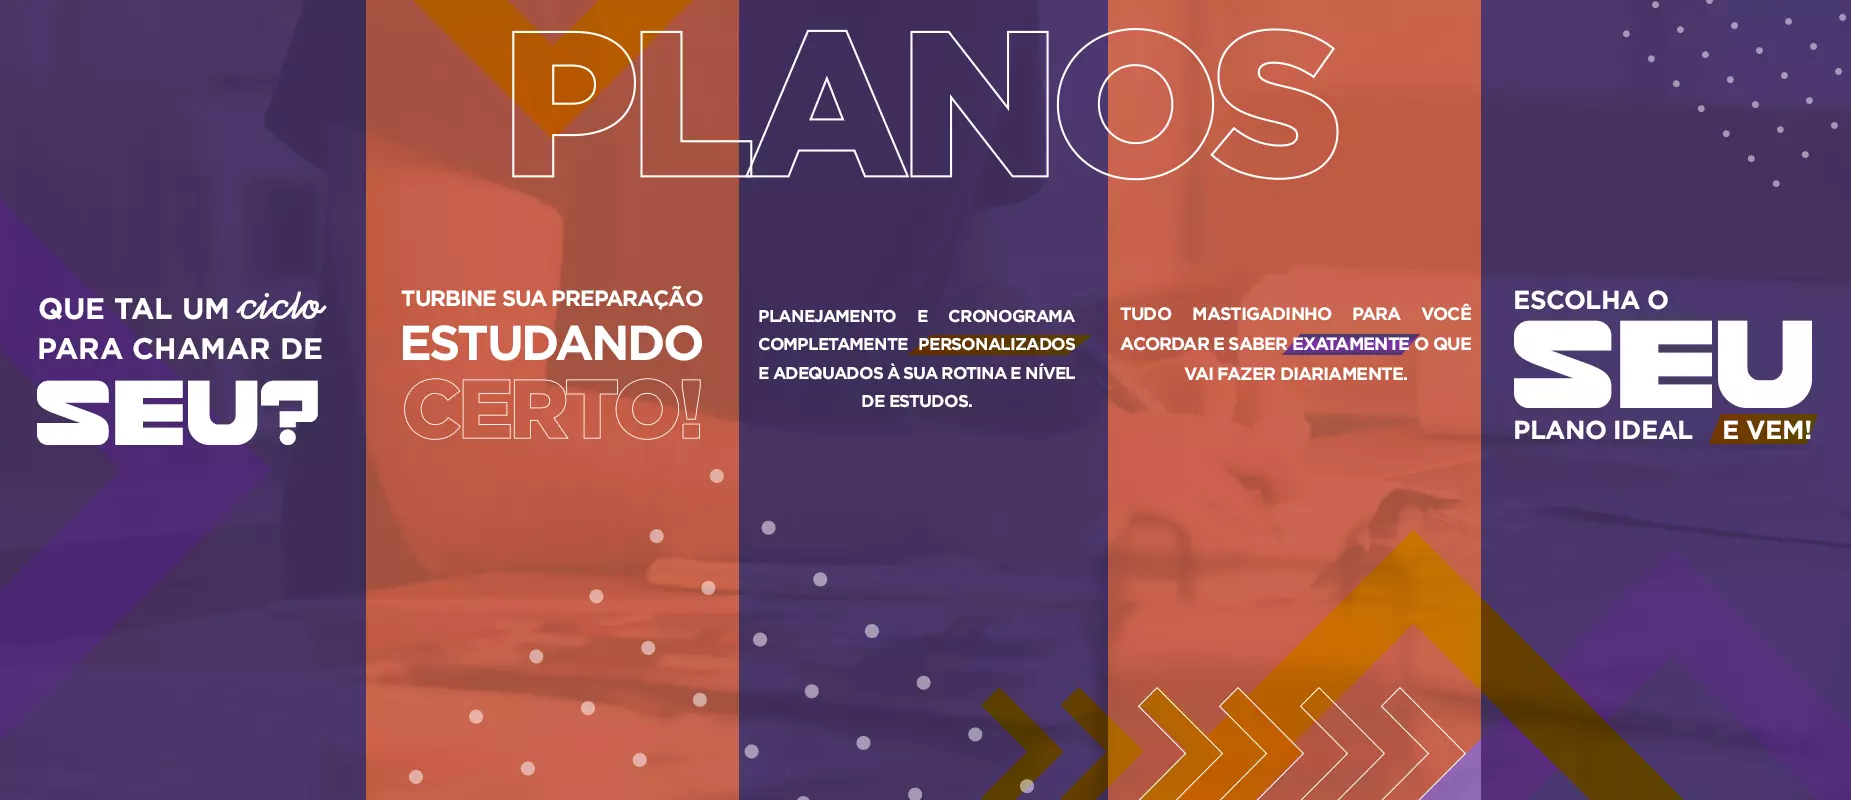 PLANOS
QUE TAL UM ciclo
PARA CHAMAR DE
SEU?
TURBINE SUA PREPARAÇÃO
ESTUDANDO
CERTO!
PLANEJAMENTO E CRONOGRAMA
COMPLETAMENTE PERSONALIZADOS
E ADEQUADOS À SUA ROTINA E NÍVEL
DE ESTUDOS.
TUDO MASTIGADINHO PARA VOCÊ
ACORDAR E SABER EXATAMENTE O QUE
VAI FAZER DIARIAMENTE.
ESCOLHA O
SEU
PLANO IDEAL E VEM!